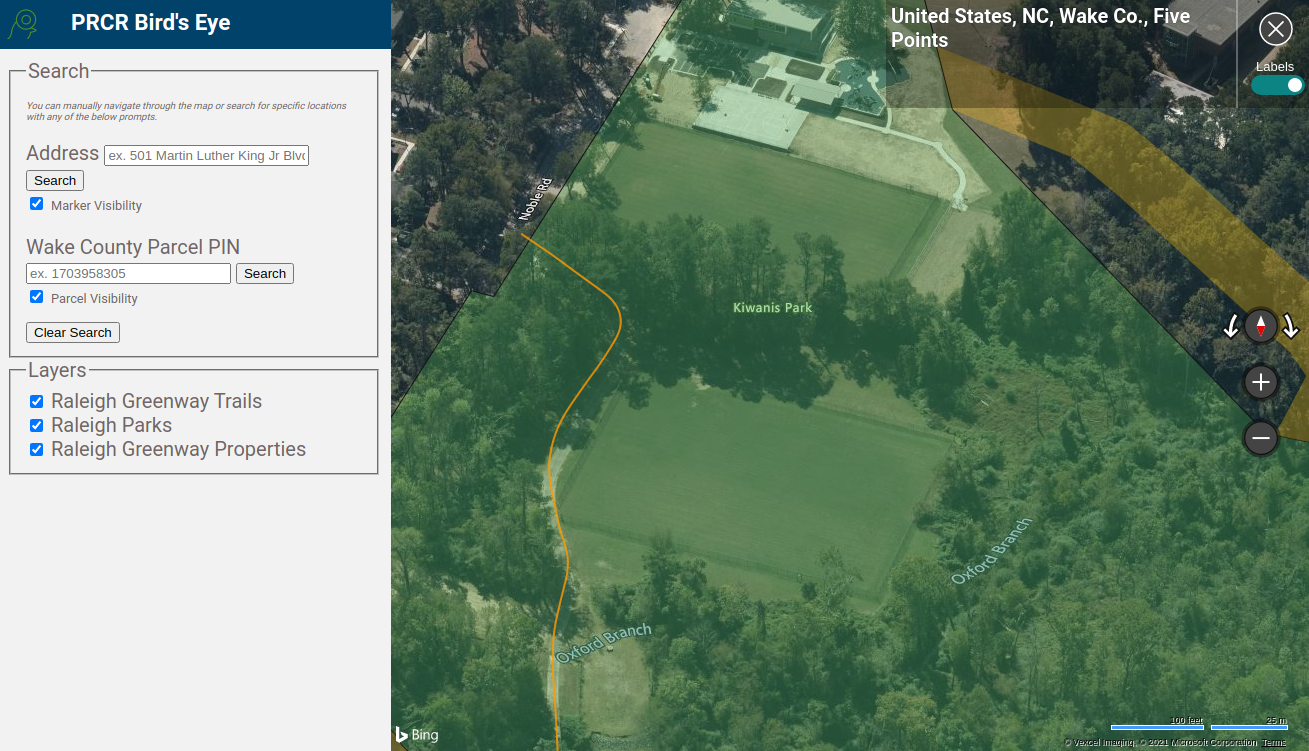 PRCR Bird's Eye
Search
You can manually navigate through the map or search for specific locations
with any of the below prompts.
Address ex. 501 Martin Luther King Jr Blvd
Search
Marker Visibility
Wake County Parcel PIN
ex. 1703958305 Search
Parcel Visibility
Clear Search
Layers
Raleigh Greenway Trails
Raleigh Parks
Raleigh Greenway Properties
United States, NC, Wake Co., Five
Points
Labels
Noble Rd
Kiwanis Park
Oxford Branch
Oxford Branch
Bing
100 feet 25 m
© Vexcel Imaging, © 2021 Microsoft Corporation Terms